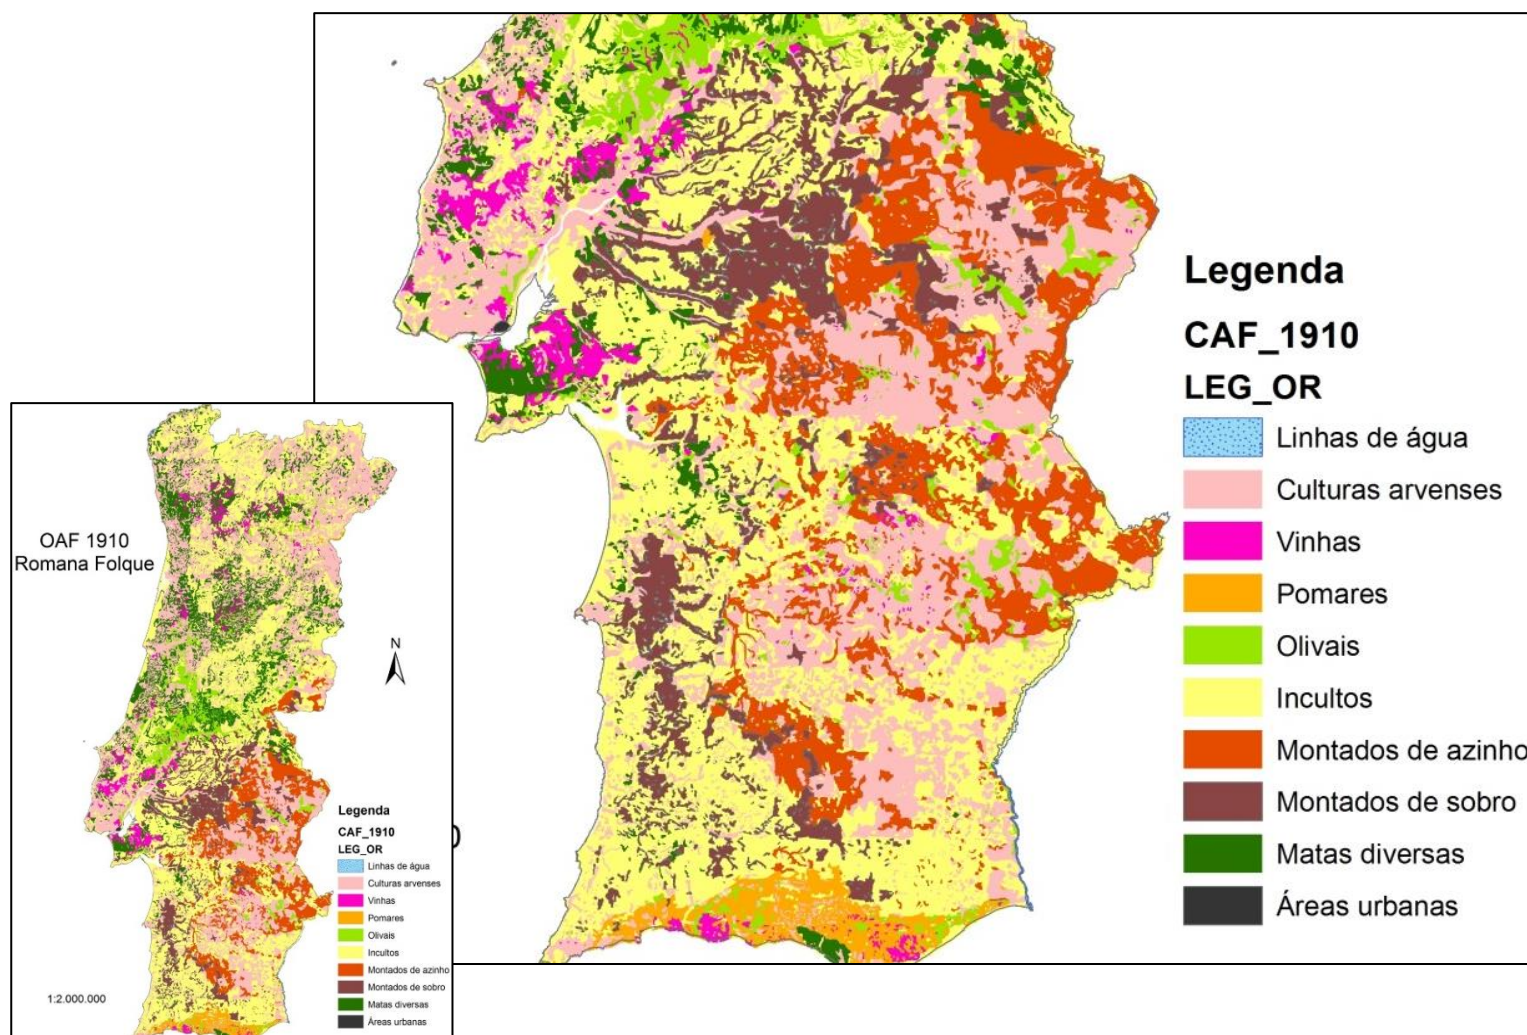 Legenda
CAF_1910
LEG_OR
Linhas de água
Culturas arvenses
Vinhas
Pomares
Olivais
Incultos
Montados de azinho
Montados de sobro
Matas diversas
Áreas urbanas
OAF 1910
Romana Folque
N
Legenda
CAF_1910
LEG_OR
Linhas de água
Culturas arvenses
Vinhas
Pomares
Olivais
Incultos
Montados de azinho
Montados de sobro
Matas diversas
Áreas urbanas
1:2.000.000